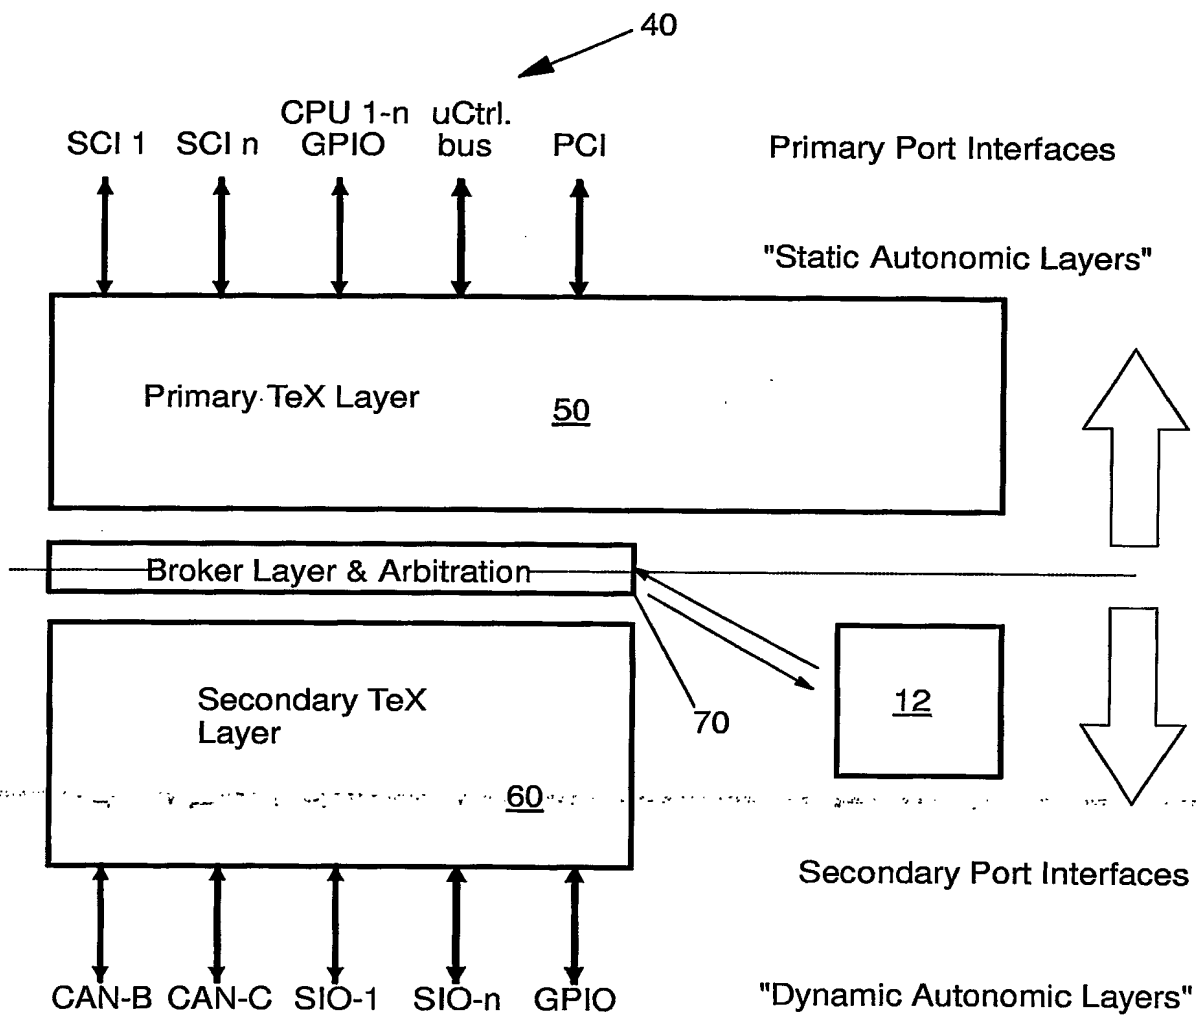 40
CPU 1-n uCtrl.
SCI 1 SCI n GPIO bus PCI
Primary Port Interfaces
"Static Autonomic Layers"
Primary TeX Layer
50
Broker Layer & Arbitration
Secondary TeX
Layer
12
70
60
Secondary Port Interfaces
CAN-B CAN-C SIO-1 SIO-n GPIO
"Dynamic Autonomic Layers"